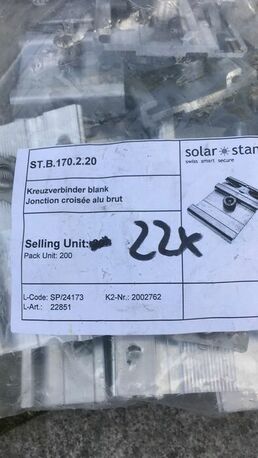 ST.B.170.2.20
solar stan
swiss smart secure
Kreuzverbinder blank
Jonction croisée alu brut
Selling Unit: 22x
Pack Unit: 200
L-Code: SP/24173 K2-Nr.: 2002762
L-Art.: 22851